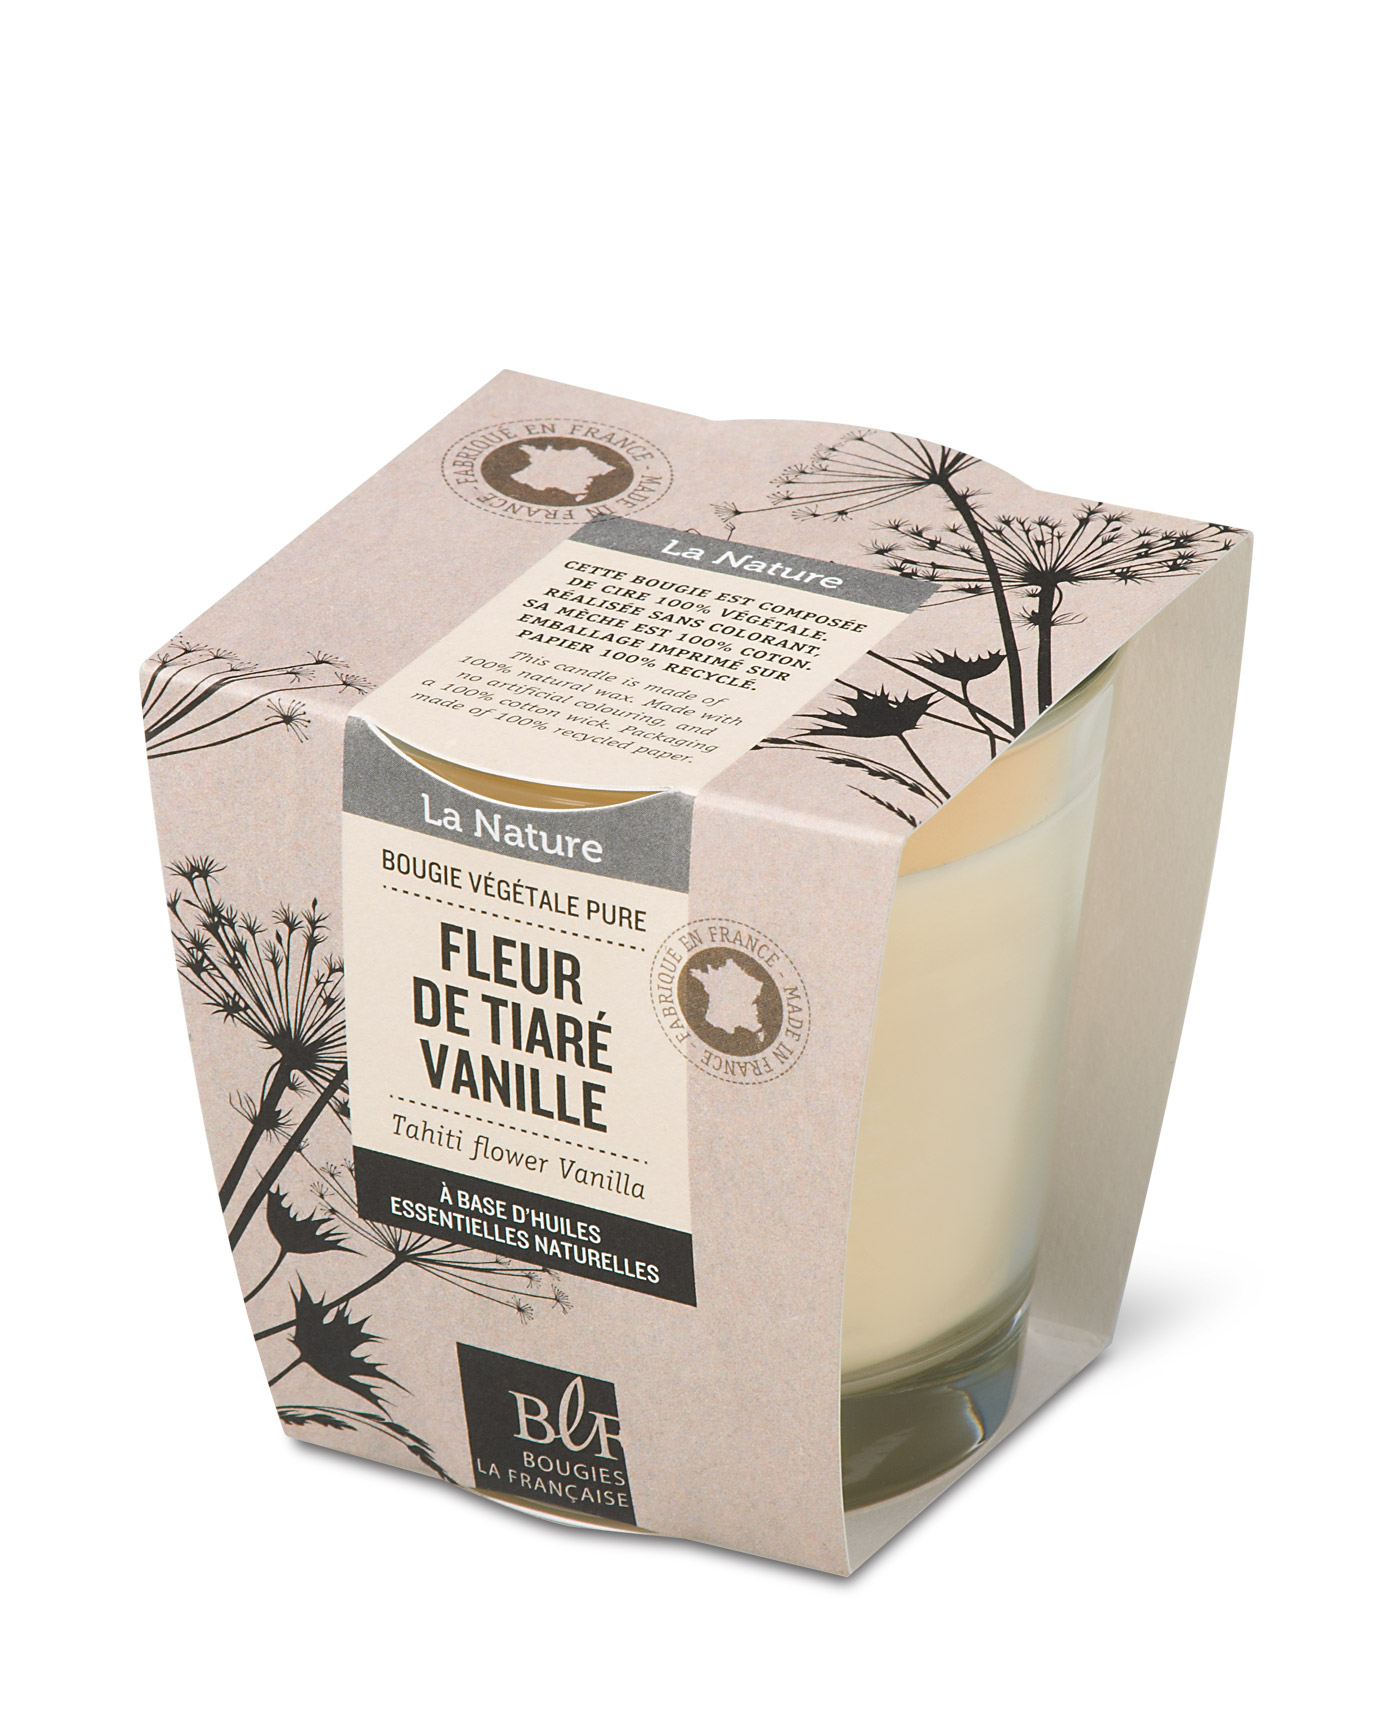 FABRIQUÉ EN FRANCE - MADE IN FRANCE -
La Nature
CETTE BOUGIE EST COMPOSÉE
DE CIRE 100% VÉGÉTALE.
RÉALISÉE SANS COLORANT,
SA MÈCHE EST 100% COTON.
EMBALLAGE IMPRIMÉ SUR
PAPIER 100% RECYCLÉ.
This candle is made of
100% natural wax. Made with
no artificial colouring, and
a 100% cotton wick. Packaging
made of 100% recycled paper.
La Nature
BOUGIE VÉGÉTALE PURE
FLEUR
DE TIARÉ
VANILLE
Tahiti flower Vanilla
À BASE D'HUILES
ESSENTIELLES NATURELLES
FABRIQUÉ EN FRANCE - MADE IN FRANCE -
BLF
BOUGIES
LA FRANÇAISE